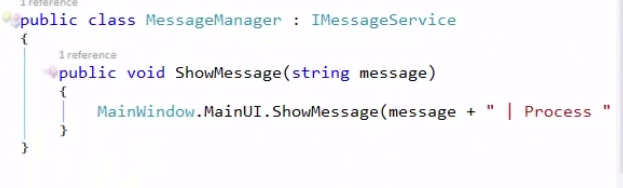 1 reference
public class MessageManager : IMessageService
{
1 reference
public void ShowMessage(string message)
{
MainWindow.MainUI.ShowMessage(message + " | Process "
}
}